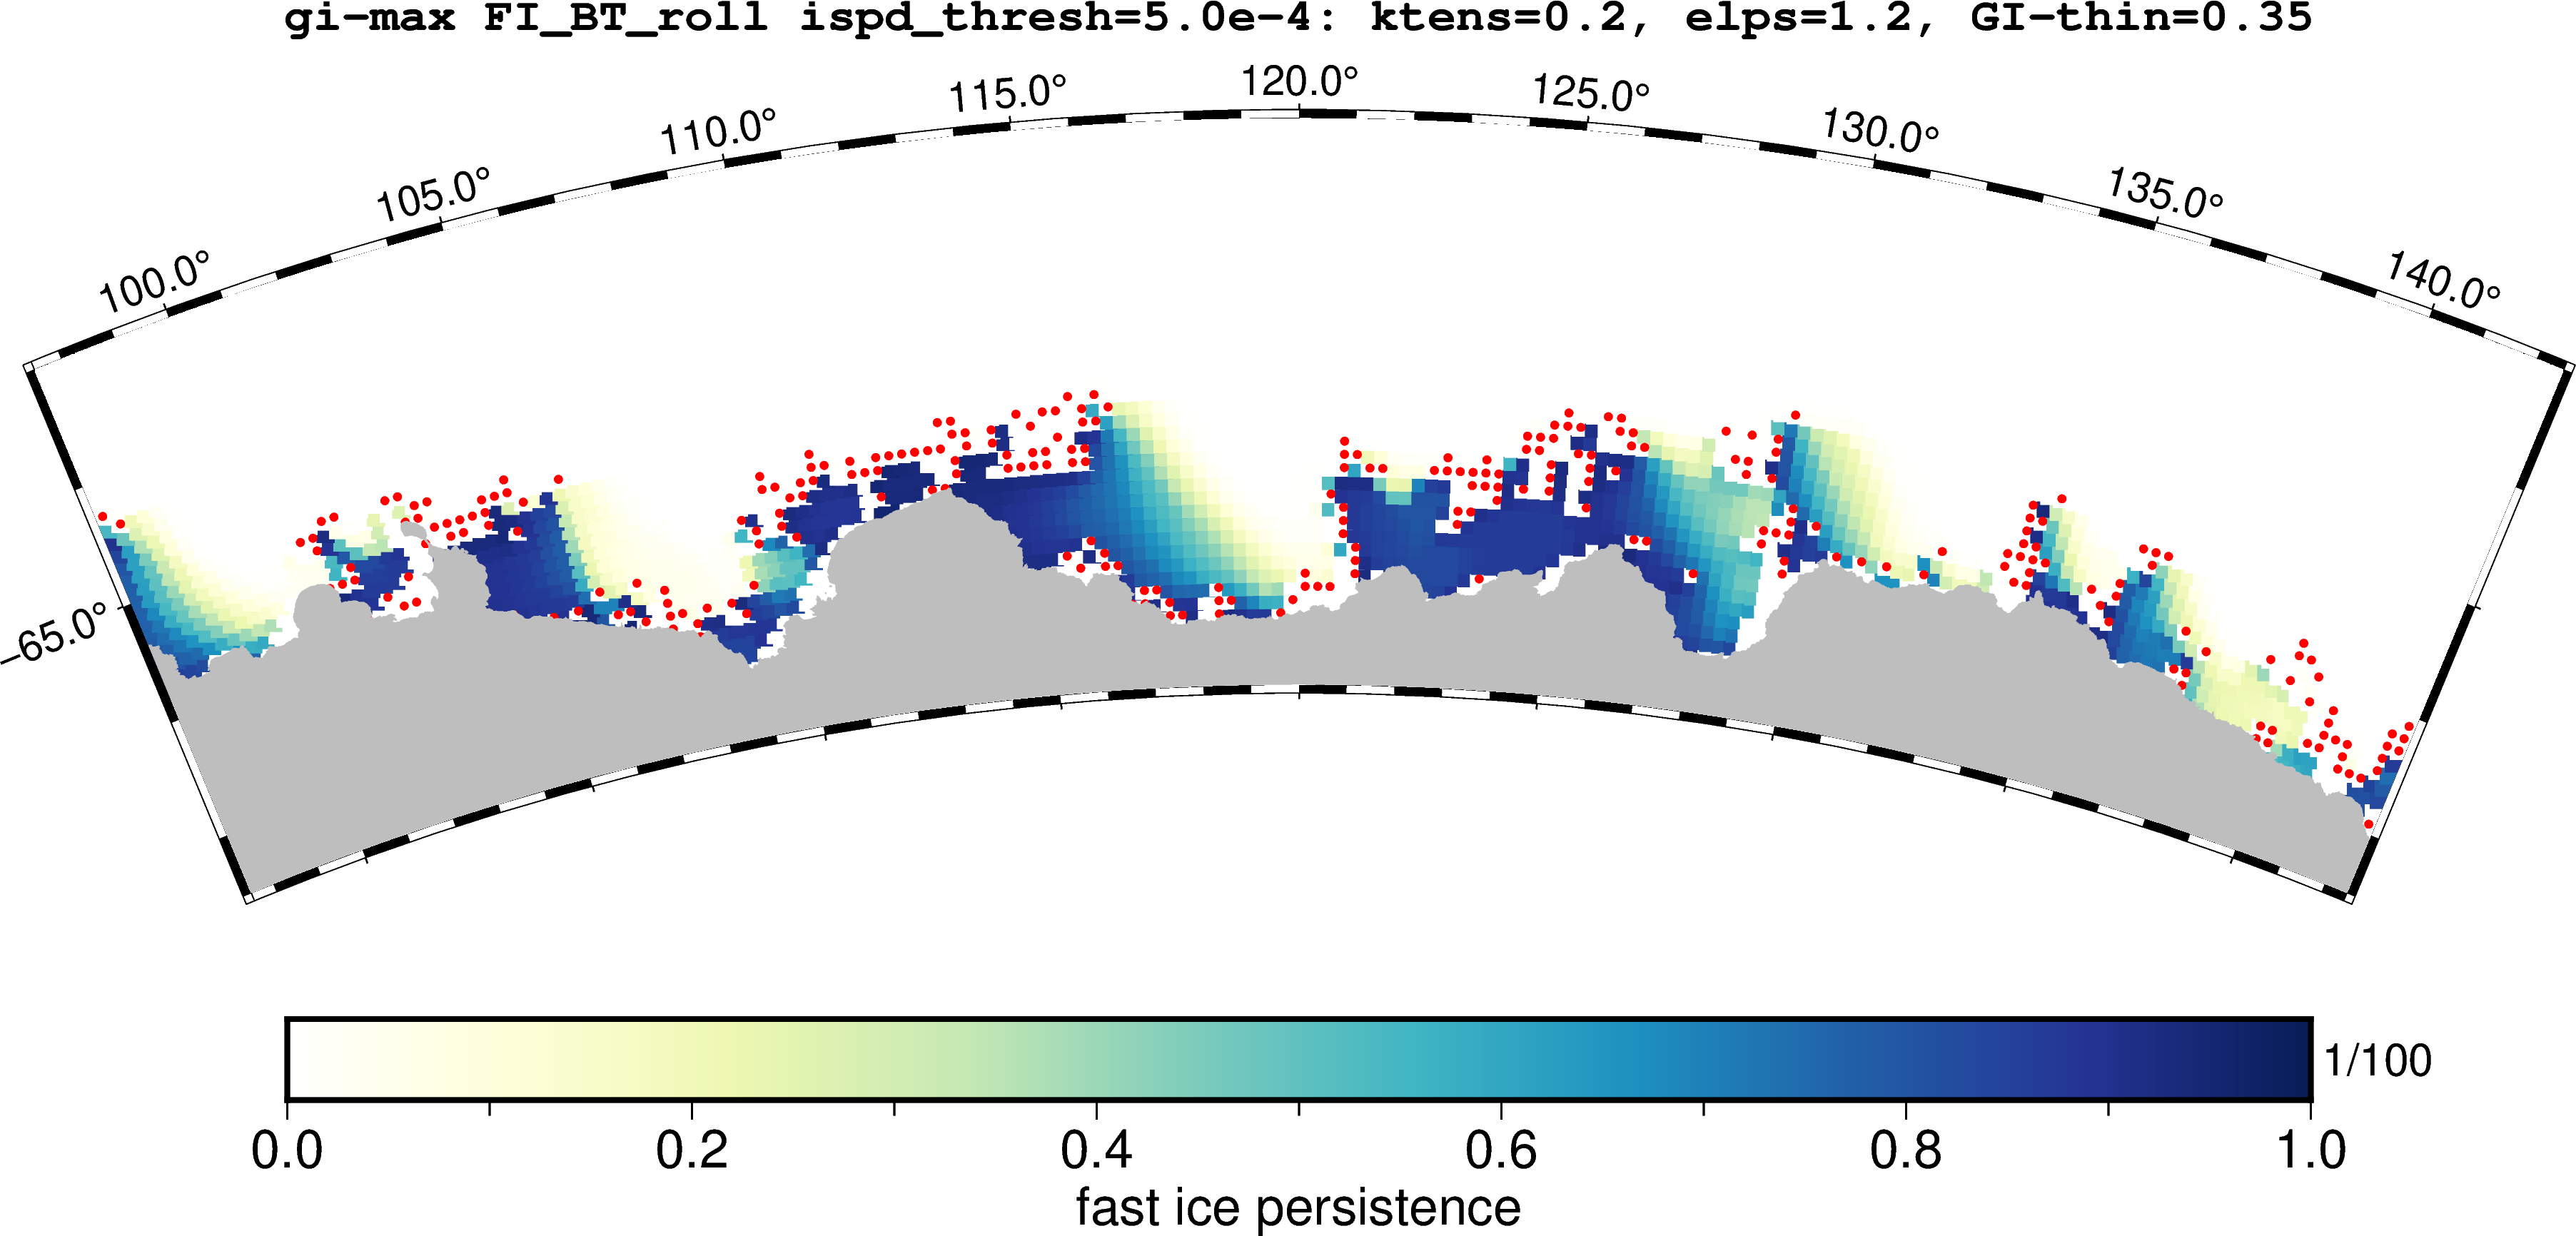 gi-max FI_BT_roll ispd_thresh=5.0e-4: ktens=0.2, elps=1.2, GI-thin=0.35
100.0° 105.0° 110.0° 115.0° 120.0° 125.0° 130.0° 135.0° 140.0°
-65.0°
1/100
0.0 0.2 0.4 0.6 0.8 1.0
fast ice persistence